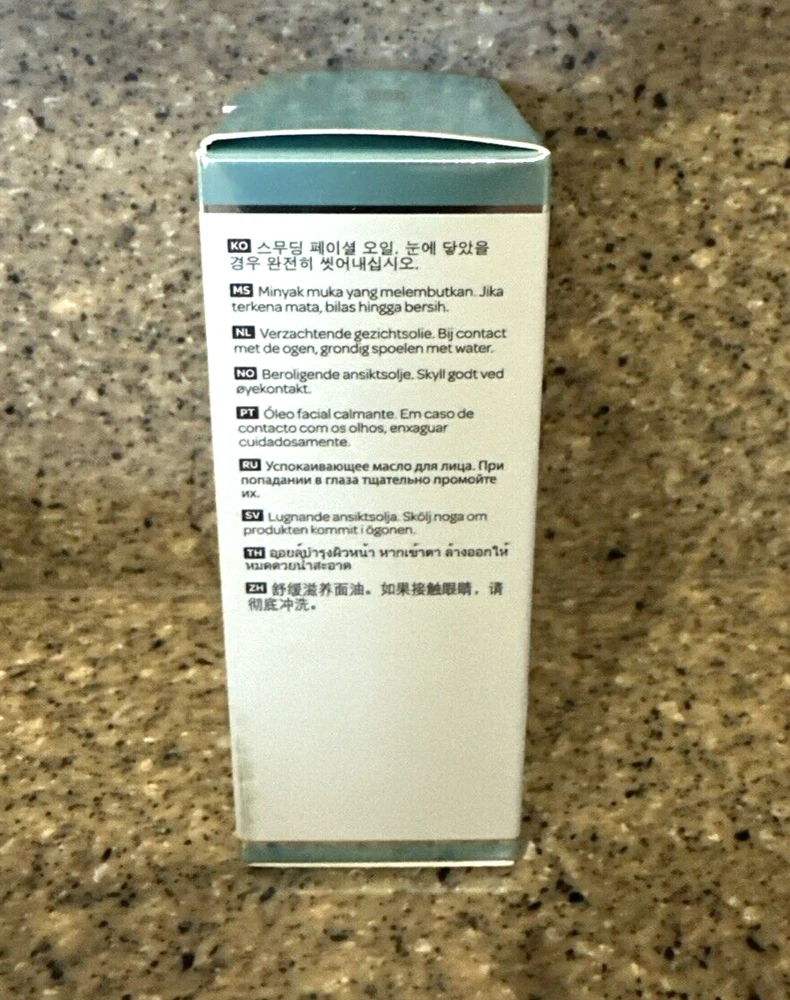 KO 스무딩 페이셜 오일. 눈에 닿았을
경우 완전히 씻어내십시오.
MS Minyak muka yang melembutkan. Jika
terkena mata, bilas hingga bersih.
NL Verzachtende gezichtsolie. Bij contact
met de ogen, grondig spoelen met water.
NO Beroligende ansiktsolje. Skyll godt ved
øyekontakt.
PT Óleo facial calmante. Em caso de
contacto com os olhos, enxaguar
cuidadosamente.
RU Успокаивающее масло для лица. При
попадании в глаза тщательно промойте
их.
SV Lugnande ansiktsolja. Skölj noga om
produkten kommit i ögonen.
TH ออยล์บำรุงผิวหน้า หากเข้าตา ล้างออกให้
หมดด้วยน้ำสะอาด
ZH 舒缓滋养面油。如果接触眼睛，请
彻底冲洗。